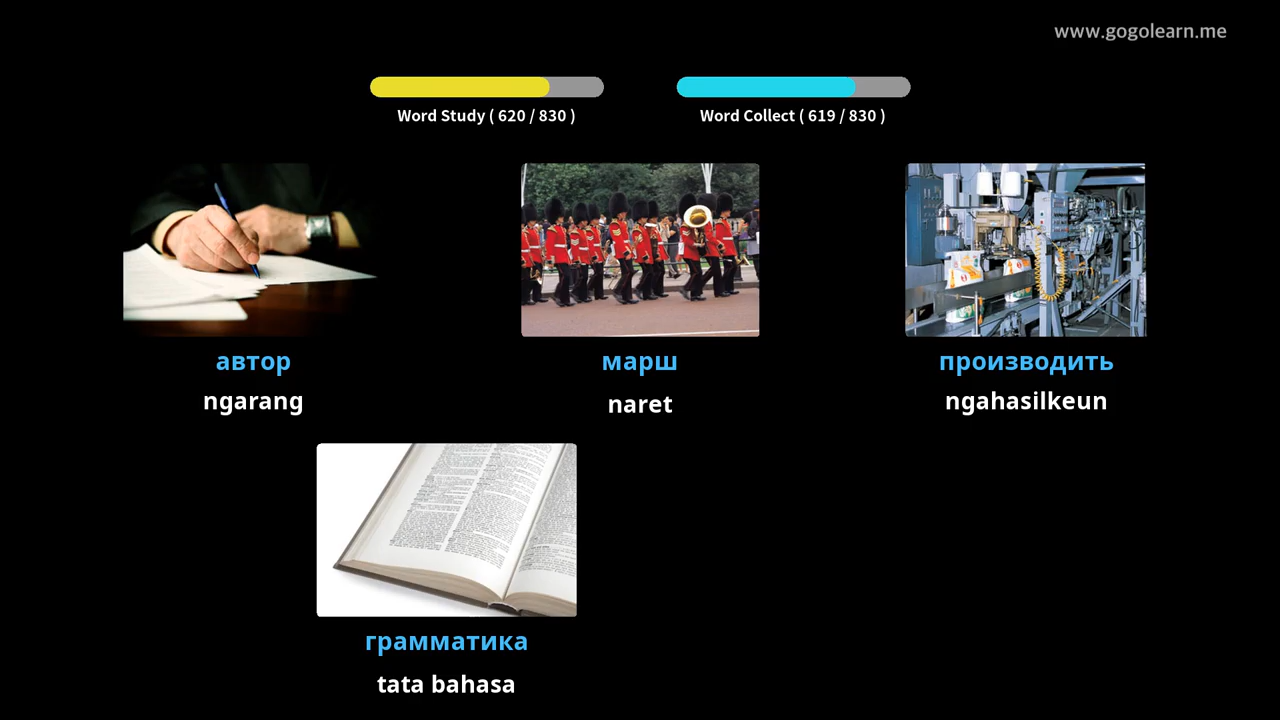 www.gogolearn.me
Word Study ( 620 / 830 )
Word Collect ( 619 / 830 )
автор
ngarang
марш
naret
производить
ngahasilkeun
грамматика
tata bahasa